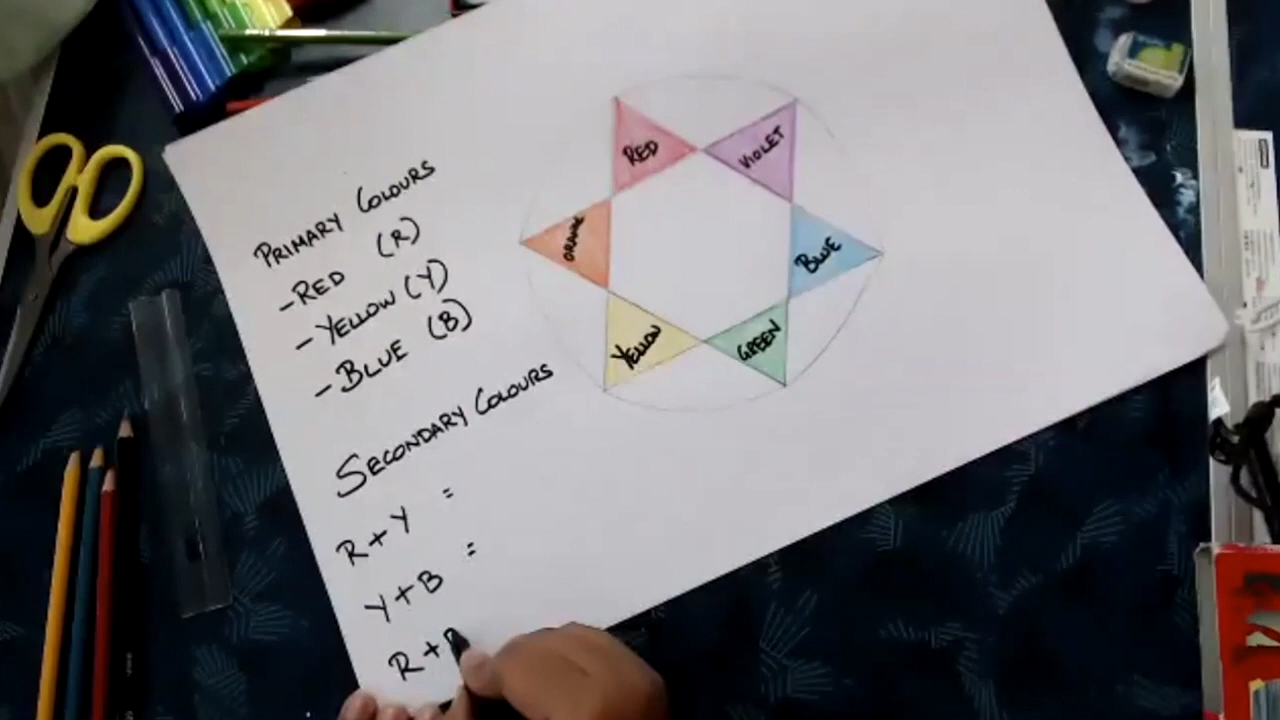 PRIMARY COLOURS
- RED (R)
- YELLOW (Y)
- BLUE (B)
SECONDARY COLOURS
R + Y =
Y + B =
R +
RED
VIOLET
ORANGE
BLUE
YELLOW
GREEN